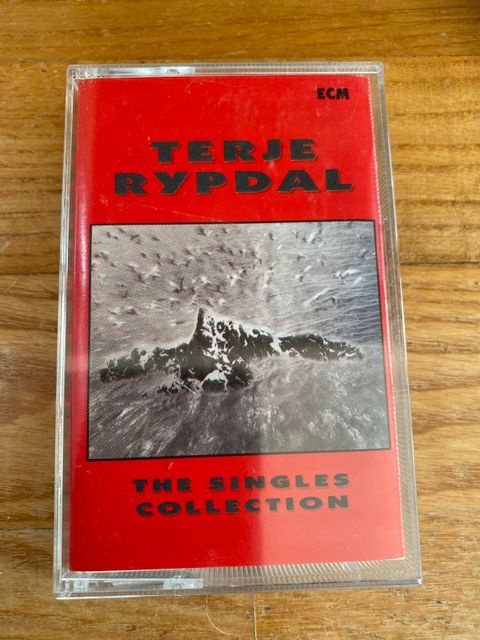 ECM
TERJE
RYPDAL
THE SINGLES
COLLECTION